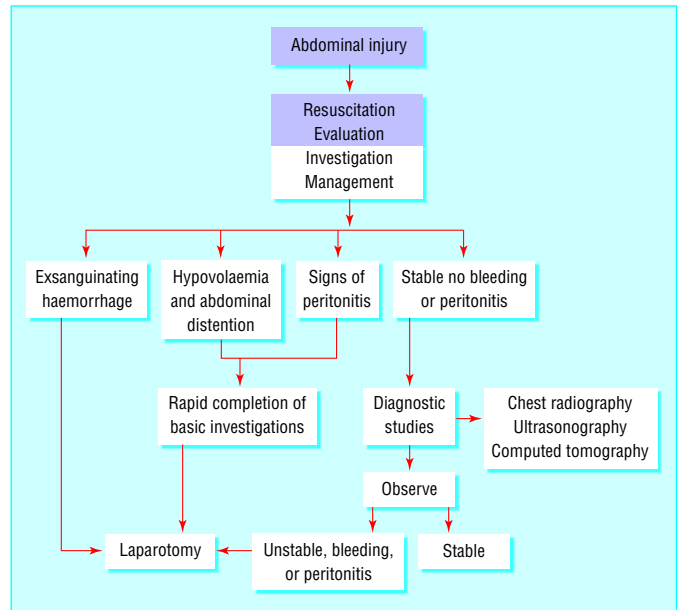 Abdominal injury
Resuscitation
Evaluation
Investigation
Management
Exsanguinating
haemorrhage
Hypovolaemia
and abdominal
distention
Signs of
peritonitis
Stable no bleeding
or peritonitis
Rapid completion of
basic investigations
Diagnostic
studies
Chest radiography
Ultrasonography
Computed tomography
Observe
Laparotomy
Unstable, bleeding,
or peritonitis
Stable